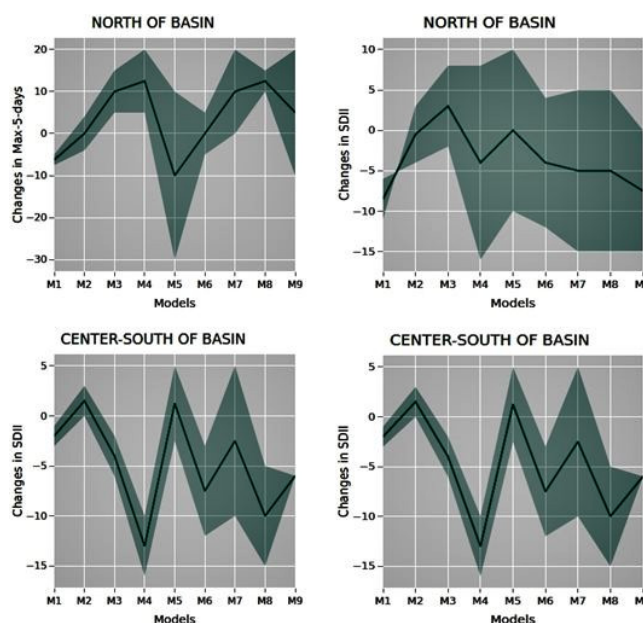 NORTH OF BASIN
Changes in Max-5-days
20
10
0
−10
−20
−30
M1 M2 M3 M4 M5 M6 M7 M8 M9
Models
NORTH OF BASIN
Changes in SDII
10
5
0
−5
−10
−15
M1 M2 M3 M4 M5 M6 M7 M8 M
Models
CENTER-SOUTH OF BASIN
Changes in SDII
5
0
−5
−10
−15
M1 M2 M3 M4 M5 M6 M7 M8 M9
Models
CENTER-SOUTH OF BASIN
Changes in SDII
5
0
−5
−10
−15
M1 M2 M3 M4 M5 M6 M7 M8 M
Models